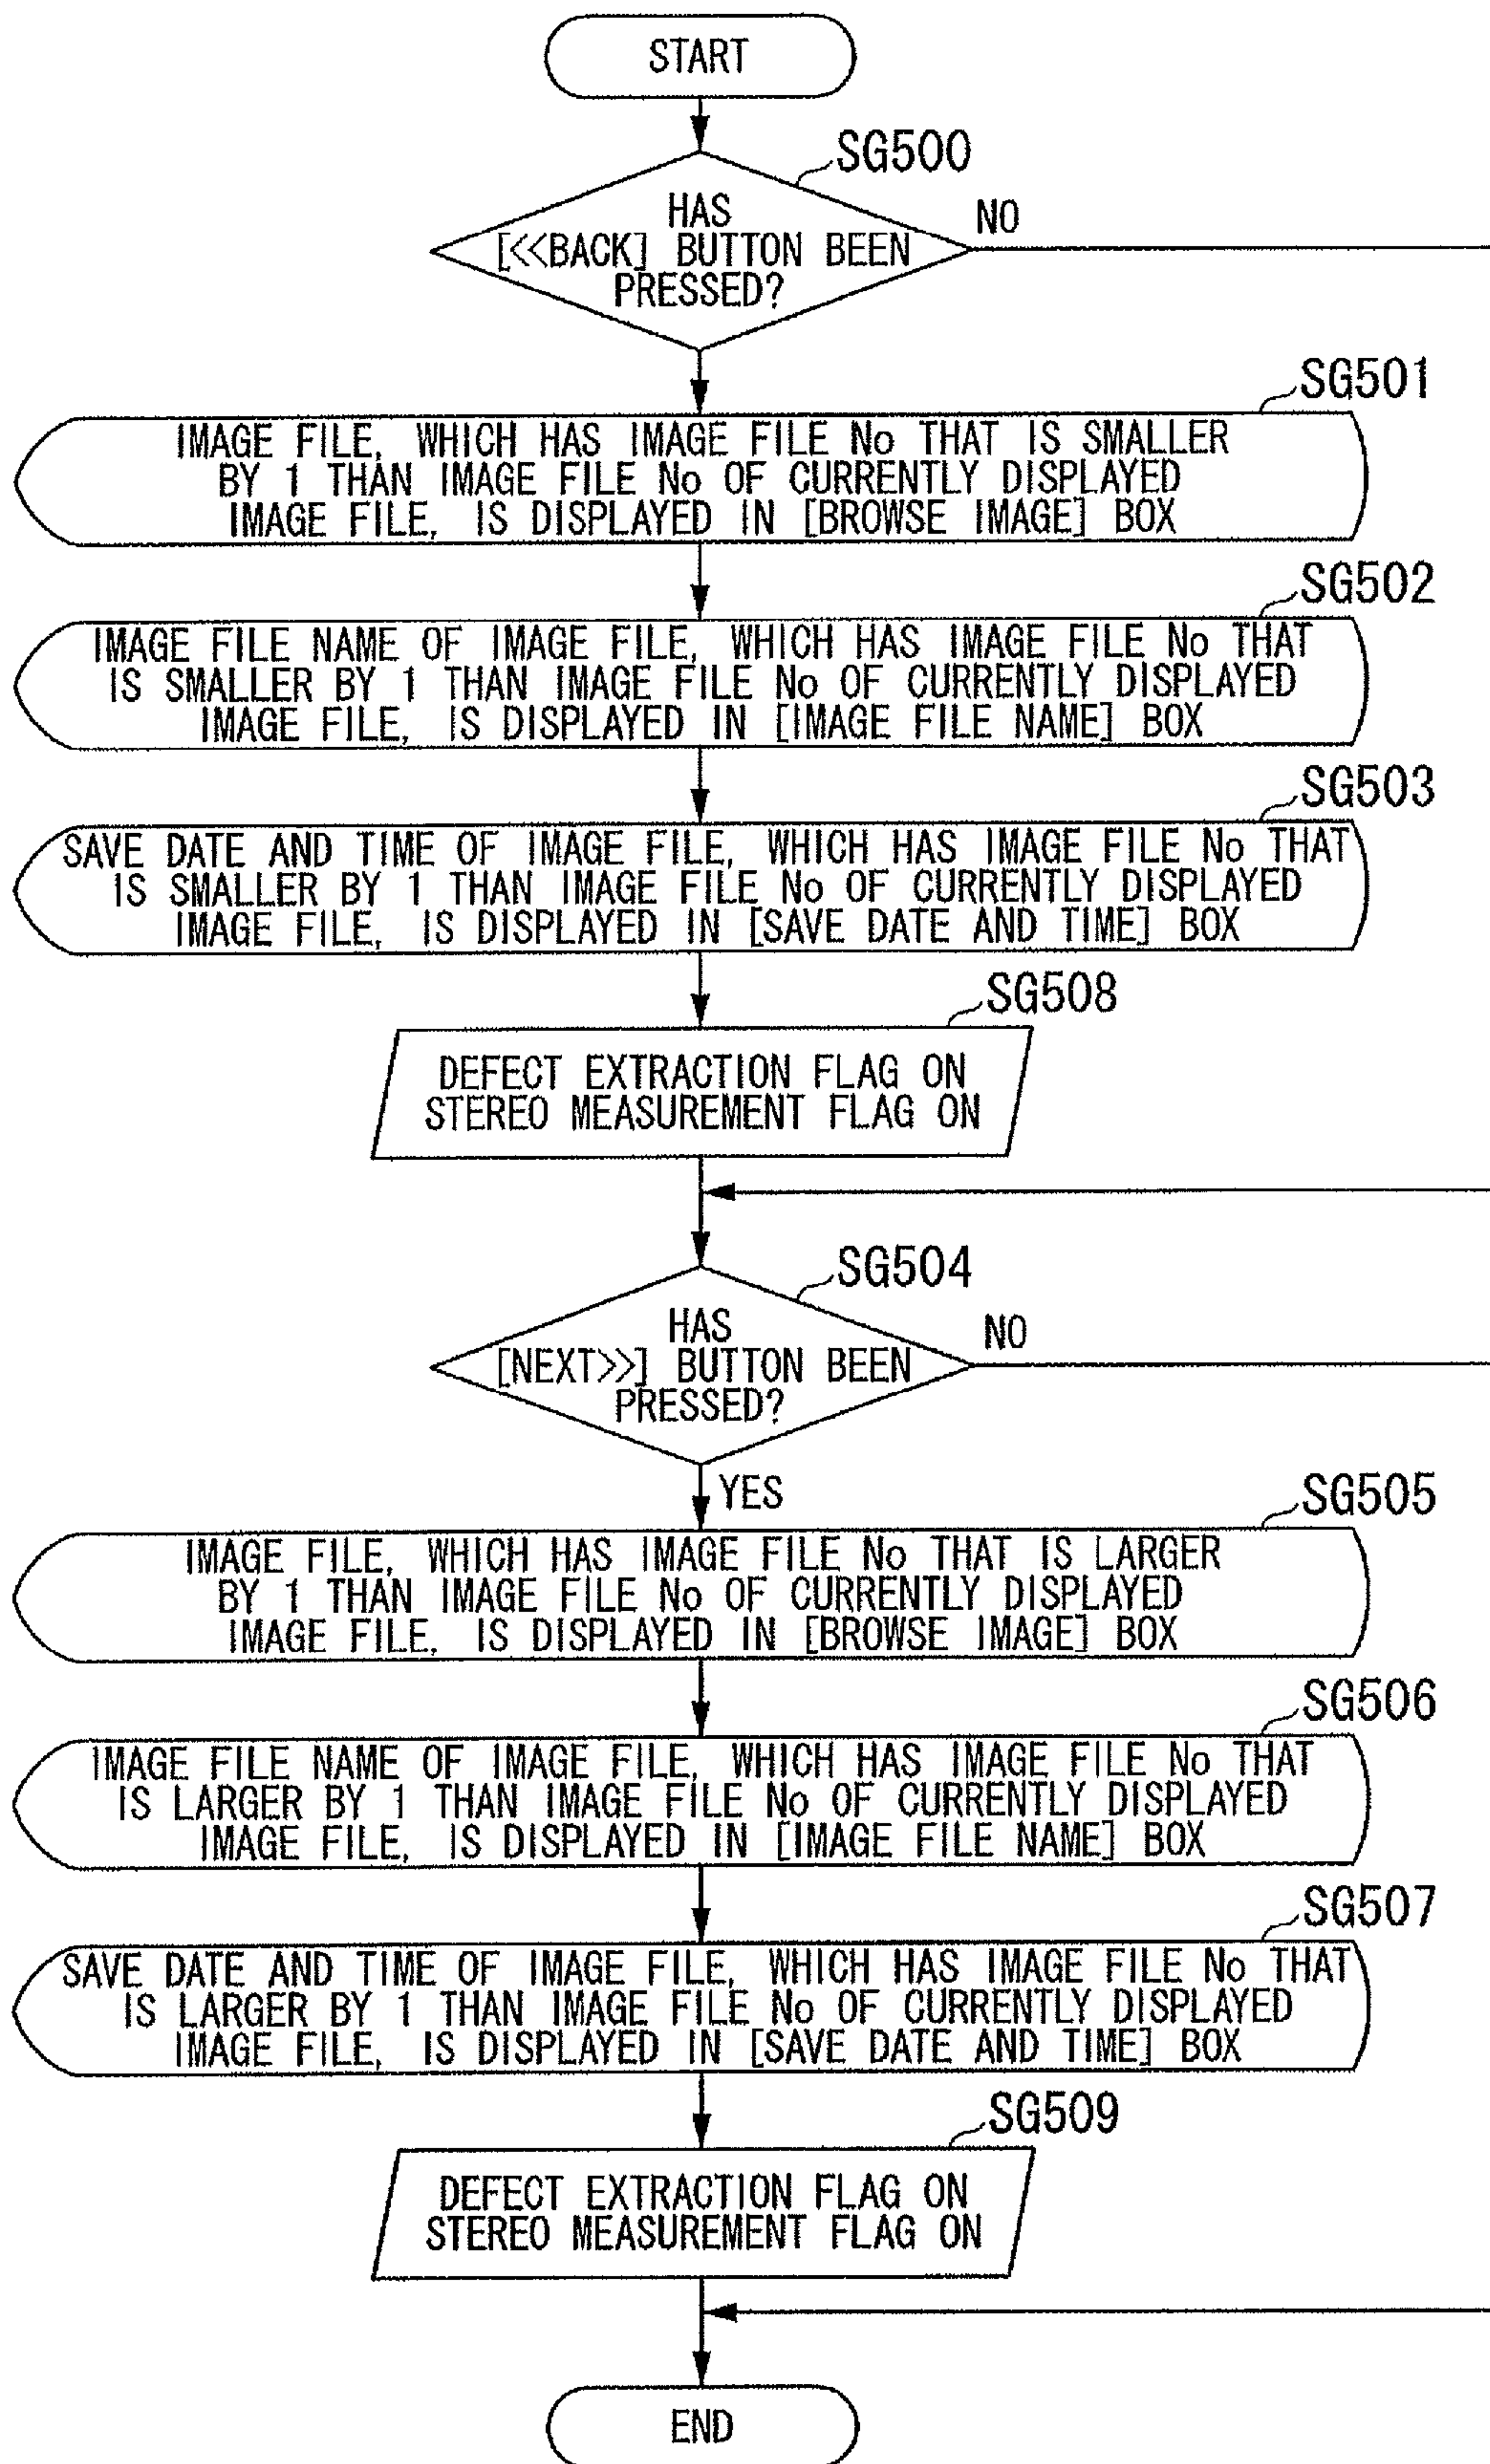 START
SG500
HAS
[<<BACK] BUTTON BEEN
PRESSED?
NO
SG501
IMAGE FILE, WHICH HAS IMAGE FILE No THAT IS SMALLER
BY 1 THAN IMAGE FILE No OF CURRENTLY DISPLAYED
IMAGE FILE, IS DISPLAYED IN [BROWSE IMAGE] BOX
SG502
IMAGE FILE NAME OF IMAGE FILE, WHICH HAS IMAGE FILE No THAT
IS SMALLER BY 1 THAN IMAGE FILE No OF CURRENTLY DISPLAYED
IMAGE FILE, IS DISPLAYED IN [IMAGE FILE NAME] BOX
SG503
SAVE DATE AND TIME OF IMAGE FILE, WHICH HAS IMAGE FILE No THAT
IS SMALLER BY 1 THAN IMAGE FILE No OF CURRENTLY DISPLAYED
IMAGE FILE, IS DISPLAYED IN [SAVE DATE AND TIME] BOX
SG508
DEFECT EXTRACTION FLAG ON
STEREO MEASUREMENT FLAG ON
SG504
HAS
[NEXT>>] BUTTON BEEN
PRESSED?
NO
YES
SG505
IMAGE FILE, WHICH HAS IMAGE FILE No THAT IS LARGER
BY 1 THAN IMAGE FILE No OF CURRENTLY DISPLAYED
IMAGE FILE, IS DISPLAYED IN [BROWSE IMAGE] BOX
SG506
IMAGE FILE NAME OF IMAGE FILE, WHICH HAS IMAGE FILE No THAT
IS LARGER BY 1 THAN IMAGE FILE No OF CURRENTLY DISPLAYED
IMAGE FILE, IS DISPLAYED IN [IMAGE FILE NAME] BOX
SG507
SAVE DATE AND TIME OF IMAGE FILE, WHICH HAS IMAGE FILE No THAT
IS LARGER BY 1 THAN IMAGE FILE No OF CURRENTLY DISPLAYED
IMAGE FILE, IS DISPLAYED IN [SAVE DATE AND TIME] BOX
SG509
DEFECT EXTRACTION FLAG ON
STEREO MEASUREMENT FLAG ON
END